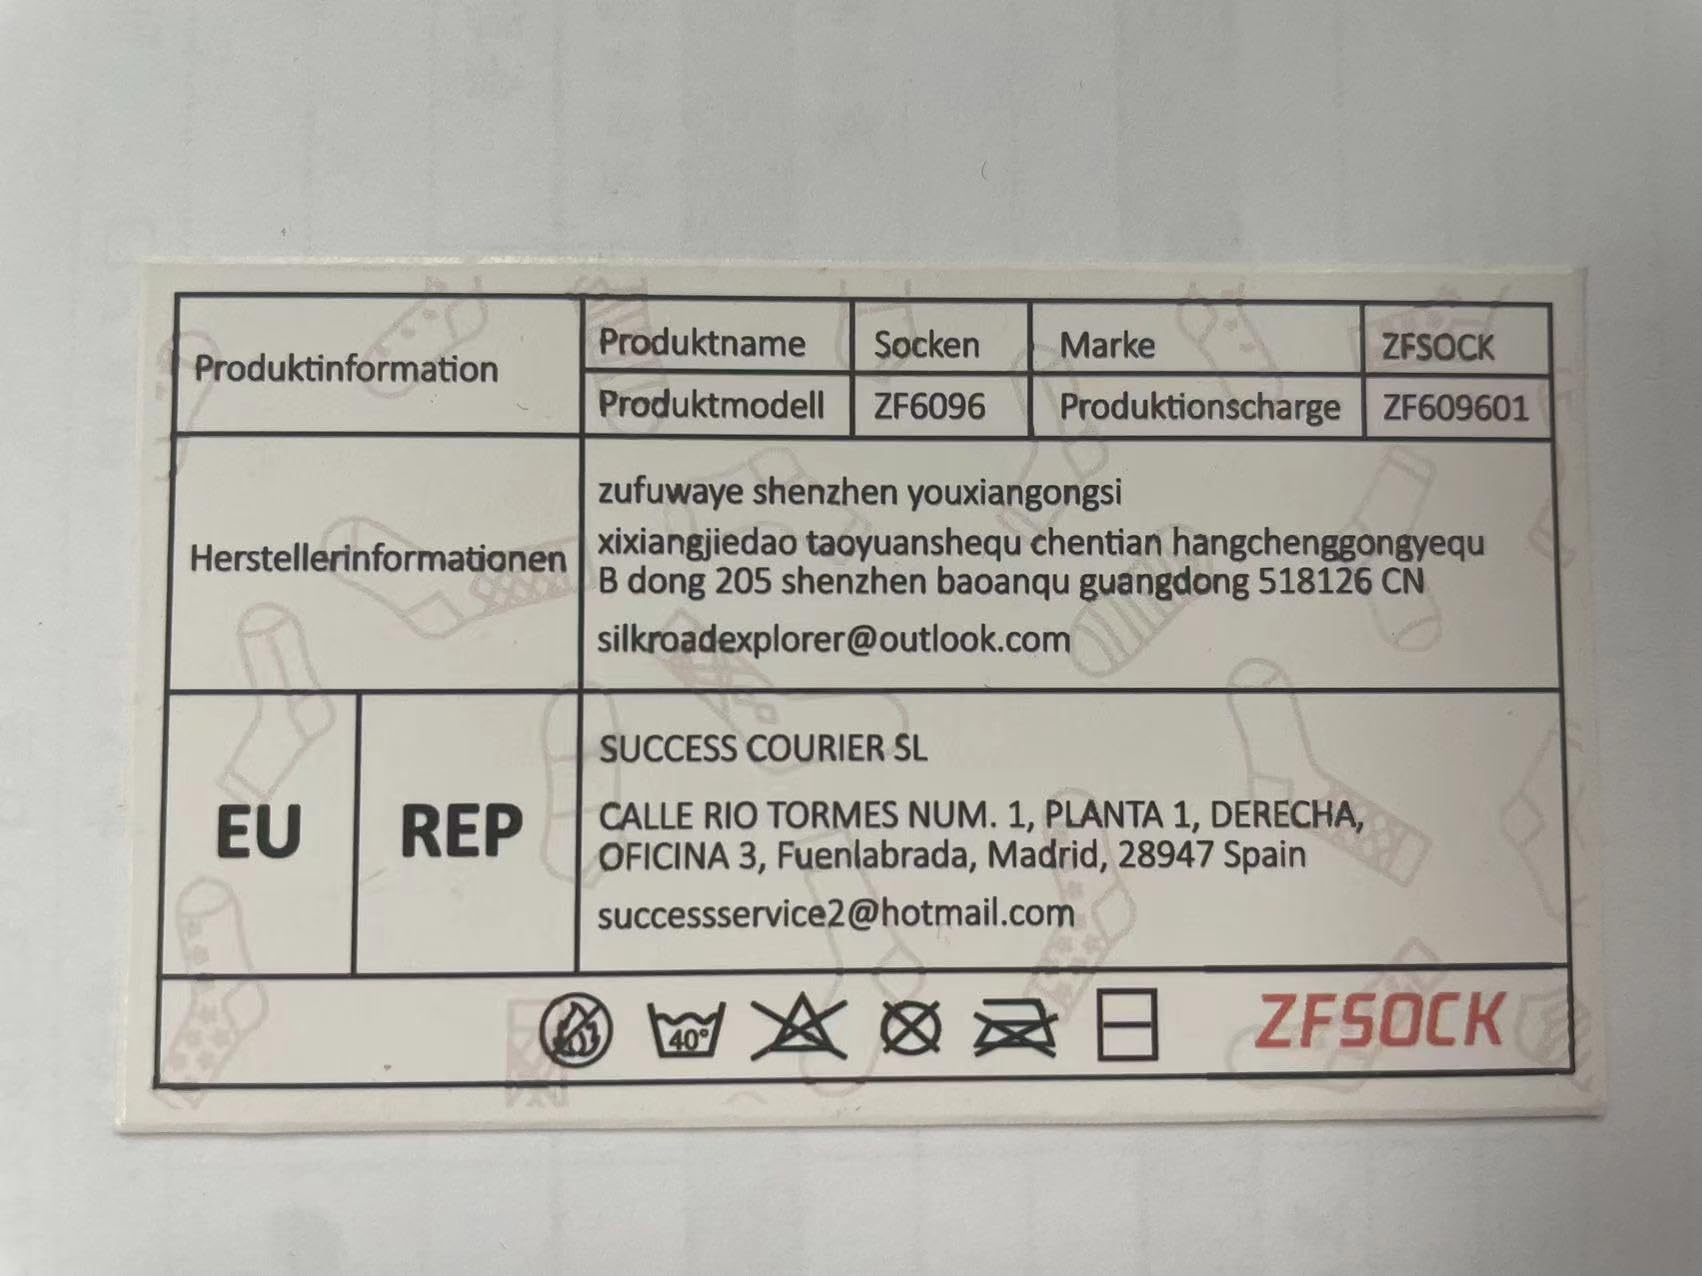 Produktinformation
Produktname Socken Marke ZFSOCK
Produktmodell ZF6096 Produktionscharge ZF609601
Herstellerinformationen
zufuwaye shenzhen youxiangongsi
xixiangjiedao taoyuanshequ chentian hangchenggongyequ
B dong 205 shenzhen baoanqu guangdong 518126 CN
silkroadexplorer@outlook.com
EU REP
SUCCESS COURIER SL
CALLE RIO TORMES NUM. 1, PLANTA 1, DERECHA,
OFICINA 3, Fuenlabrada, Madrid, 28947 Spain
successservice2@hotmail.com
40° ZFSOCK